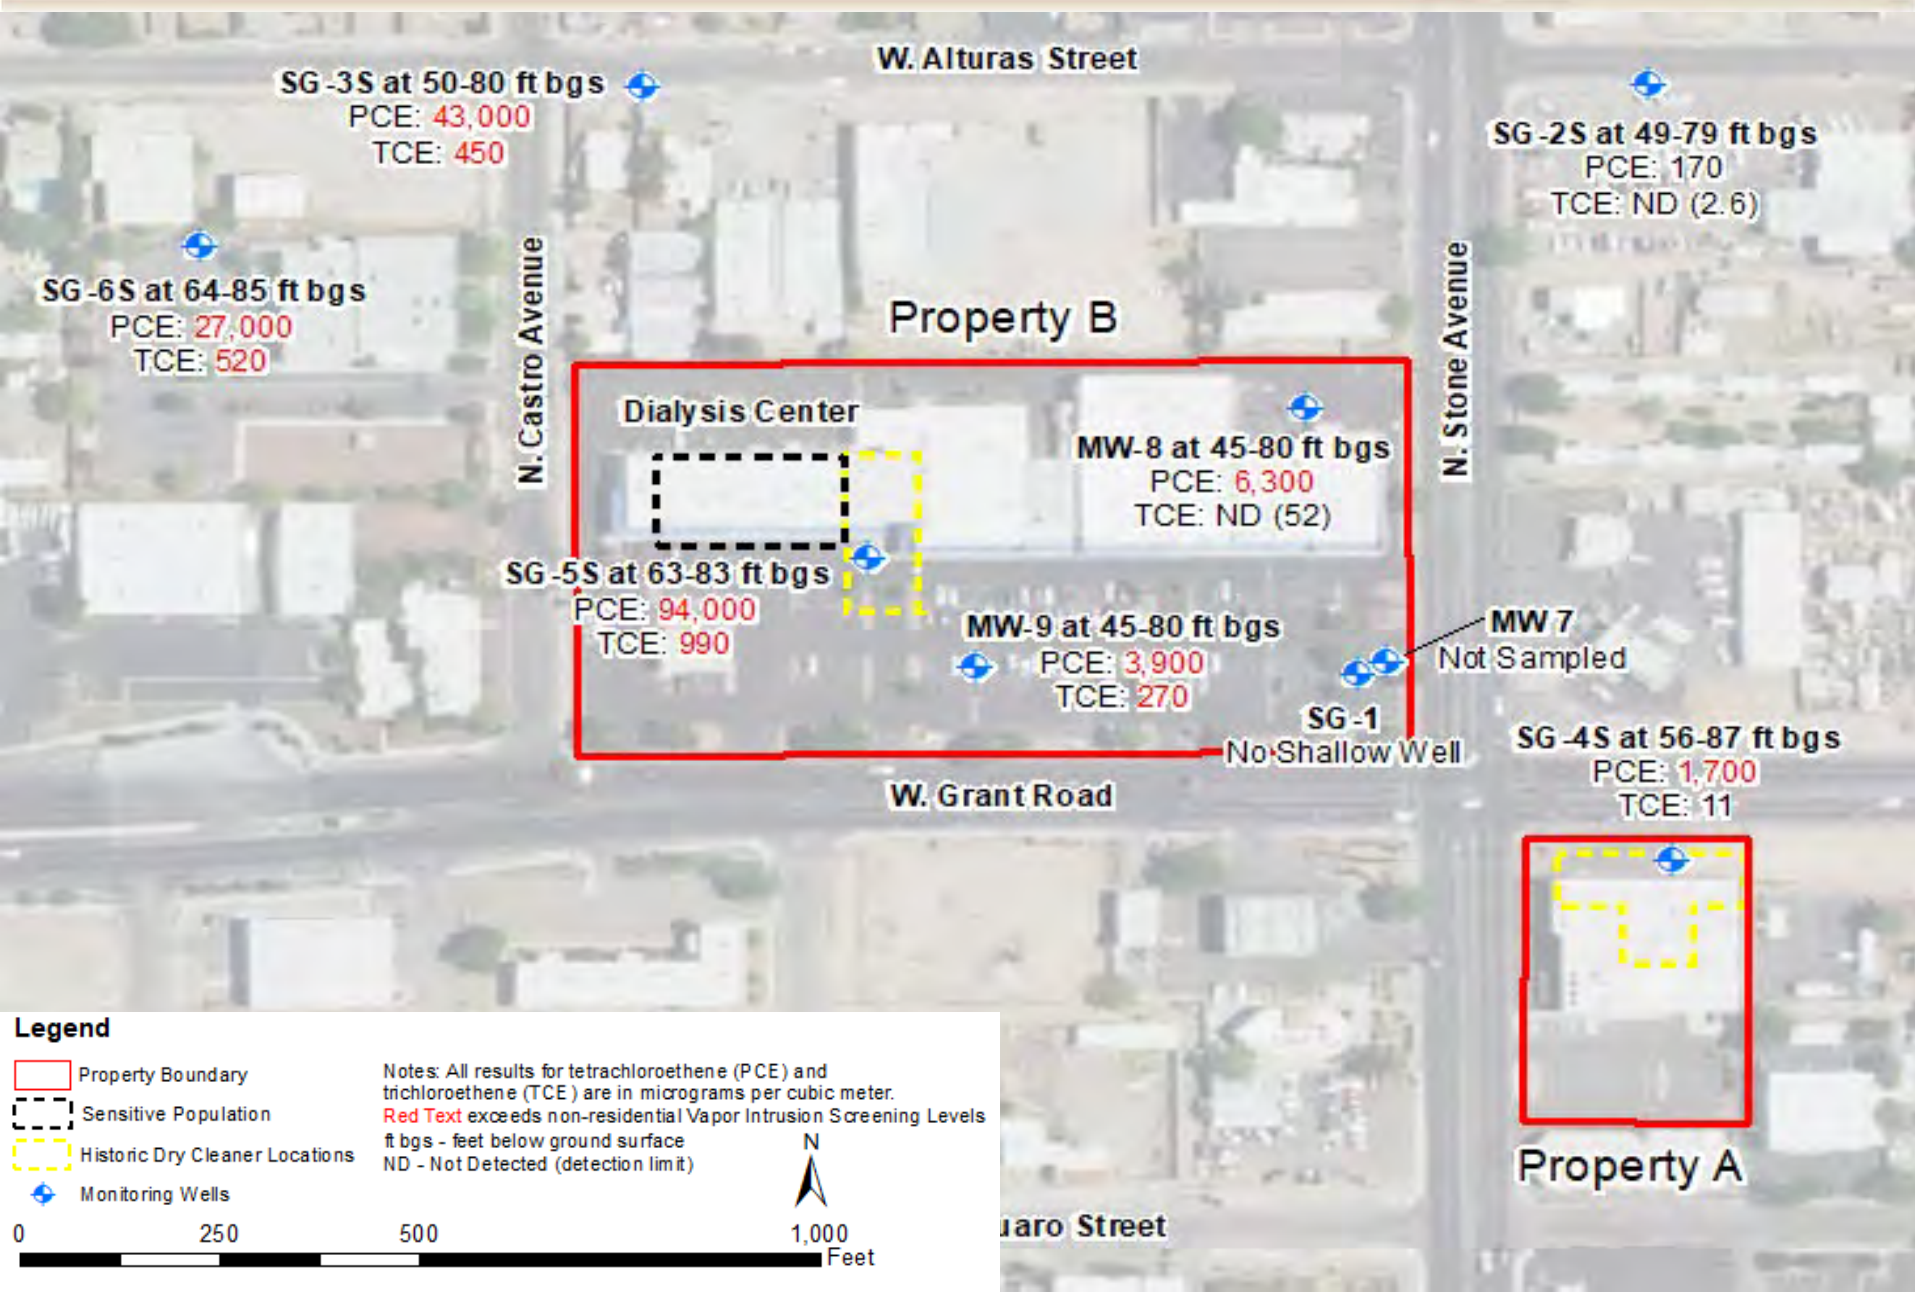 W. Alturas Street
SG-3S at 50-80 ft bgs
PCE: 43,000
TCE: 450
SG-2S at 49-79 ft bgs
PCE: 170
TCE: ND (2.6)
SG-6S at 64-85 ft bgs
PCE: 27,000
TCE: 520
N. Castro Avenue
Property B
N. Stone Avenue
Dialysis Center
MW-8 at 45-80 ft bgs
PCE: 6,300
TCE: ND (52)
SG-5S at 63-83 ft bgs
PCE: 94,000
TCE: 990
MW-9 at 45-80 ft bgs
PCE: 3,900
TCE: 270
MW 7
Not Sampled
SG-1
No Shallow Well
SG-4S at 56-87 ft bgs
PCE: 1,700
TCE: 11
W. Grant Road
Property A
uaro Street
Legend
Property Boundary
Sensitive Population
Historic Dry Cleaner Locations
Monitoring Wells
Notes: All results for tetrachloroethene (PCE) and
trichloroethene (TCE) are in micrograms per cubic meter.
Red Text exceeds non-residential Vapor Intrusion Screening Levels
ft bgs - feet below ground surface
ND - Not Detected (detection limit)
N
0 250 500 1,000
Feet